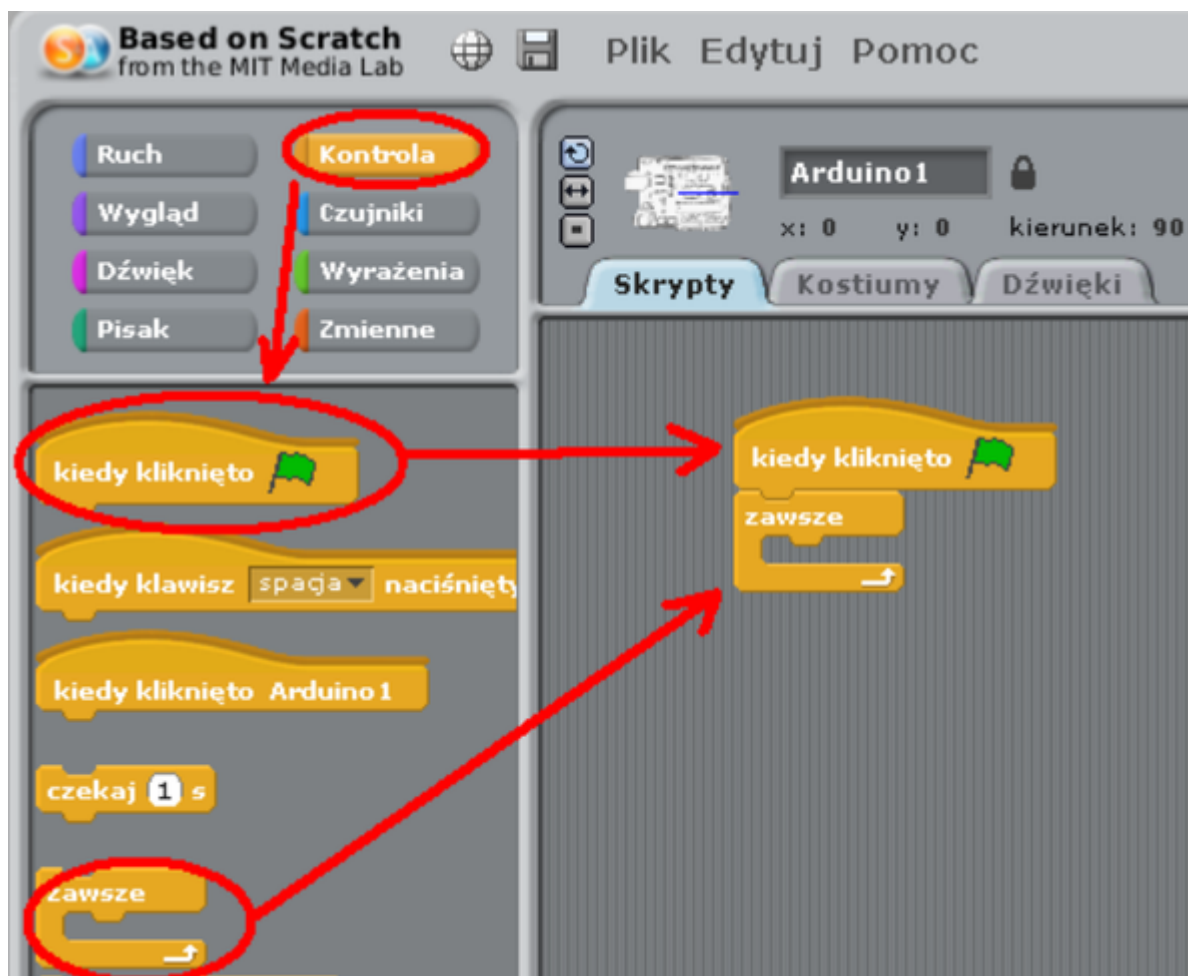 Based on Scratch
from the MIT Media Lab
Plik Edytuj Pomoc
Ruch
Kontrola
Wygląd
Czujniki
Dźwięk
Wyrażenia
Pisak
Zmienne
Arduino1
x: 0 y: 0 kierunek: 90
Skrypty Kostiumy Dźwięki
kiedy kliknięto
kiedy klawisz spacja naciśnięty
kiedy kliknięto Arduino1
czekaj 1 s
zawsze
kiedy kliknięto
zawsze